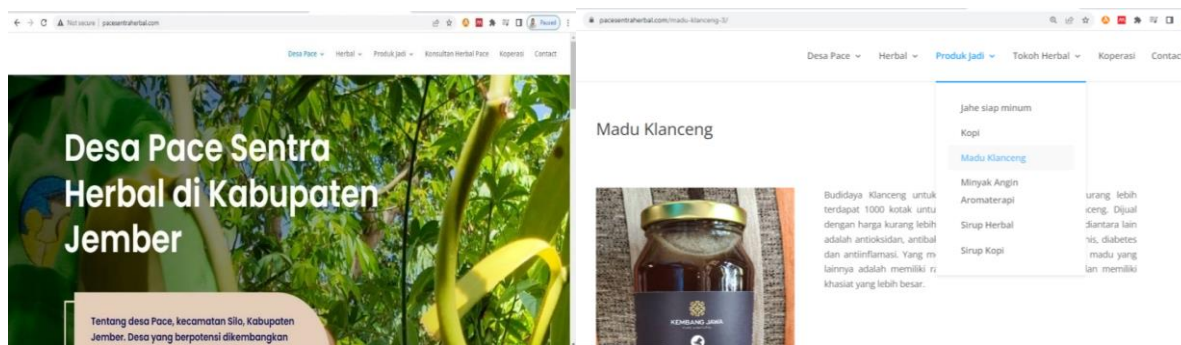 Not secure | pacesentraherbal.com
Paused
Desa Pace Herbal Produk Jadi Konsultan Herbal Pace Koperasi Contact
Desa Pace Sentra
Herbal di Kabupaten
Jember
Tentang desa Pace, kecamatan Silo, Kabupaten
Jember. Desa yang berpotensi dikembangkan
pacesentraherbal.com/madu-klanceng-3/
Desa Pace Herbal Produk Jadi Tokoh Herbal Koperasi Contac
Jahe siap minum
Kopi
Madu Klanceng
Minyak Angin
Aromaterapi
Sirup Herbal
Sirup Kopi
Madu Klanceng
Budidaya Klanceng untuk urang lebih
terdapat 1000 kotak untu ceng. Dijual
dengan harga kurang lebih diantara lain
adalah antioksidan, antibal nis, diabetes
dan antiinflamasi. Yang m madu yang
lainnya adalah memiliki ra dan memiliki
khasiat yang lebih besar.
KEMBANG JAWA